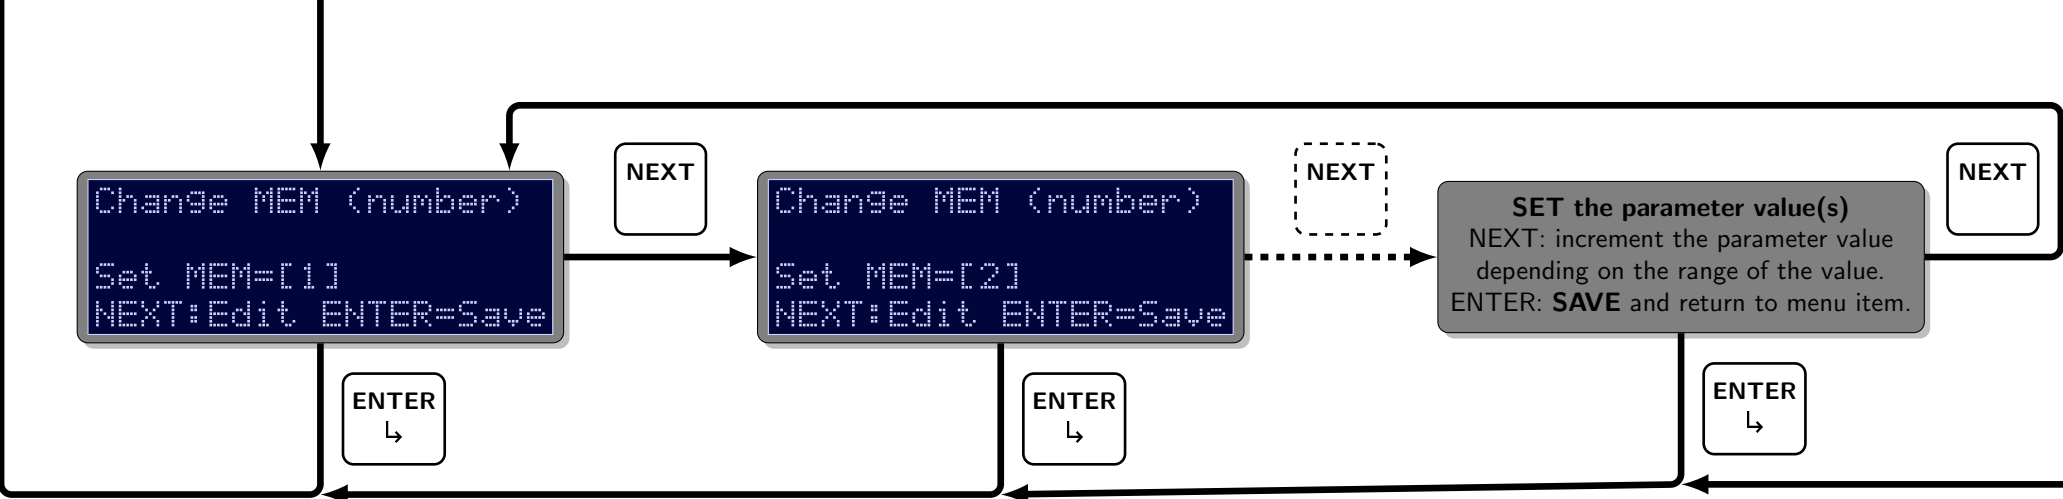 NEXT
NEXT
NEXT
Change MEM (number)
Set MEM=[1]
NEXT:Edit ENTER=Save
Change MEM (number)
Set MEM=[2]
NEXT:Edit ENTER=Save
SET the parameter value(s)
NEXT: increment the parameter value
depending on the range of the value.
ENTER: SAVE and return to menu item.
ENTER
↳
ENTER
↳
ENTER
↳